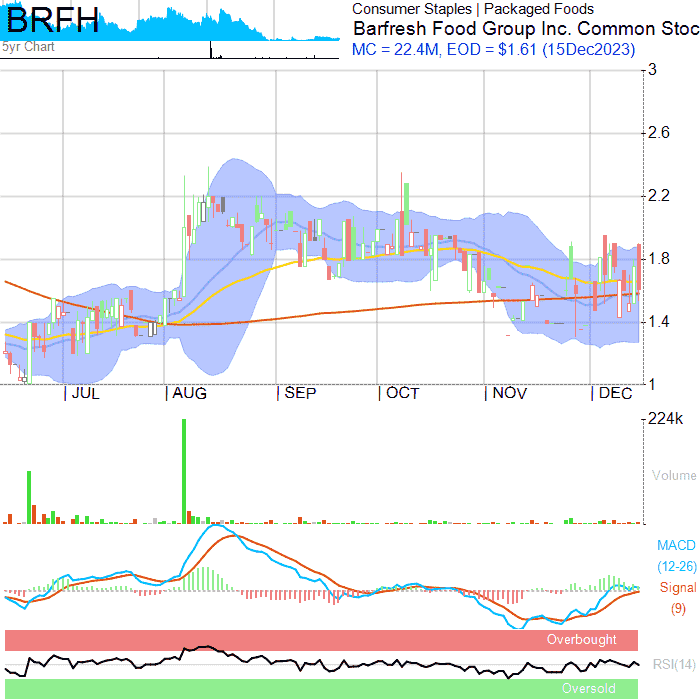 BRFH
5yr Chart
Consumer Staples | Packaged Foods
Barfresh Food Group Inc. Common Stoc
MC = 22.4M, EOD = $1.61 (15Dec2023)
3
2.6
2.2
1.8
1.4
1
JUL AUG SEP OCT NOV DEC
224k
Volume
MACD
(12-26)
Signal
(9)
Overbought
RSI(14)
Oversold